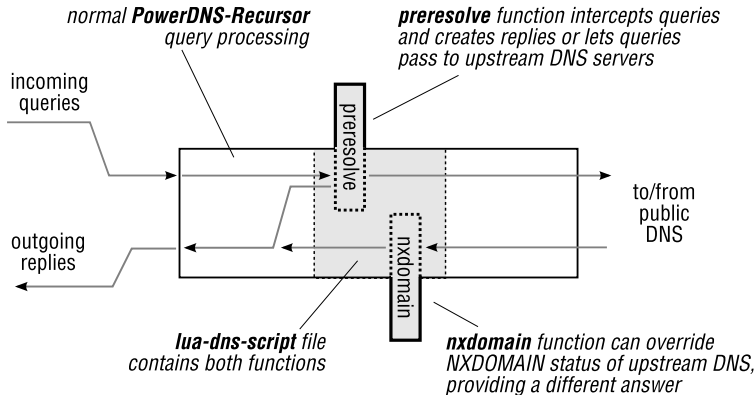 normal PowerDNS-Recursor
query processing
preresolve function intercepts queries
and creates replies or lets queries
pass to upstream DNS servers
incoming
queries
preresolve
to/from
public
DNS
outgoing
replies
nxdomain
lua-dns-script file
contains both functions
nxdomain function can override
NXDOMAIN status of upstream DNS,
providing a different answer